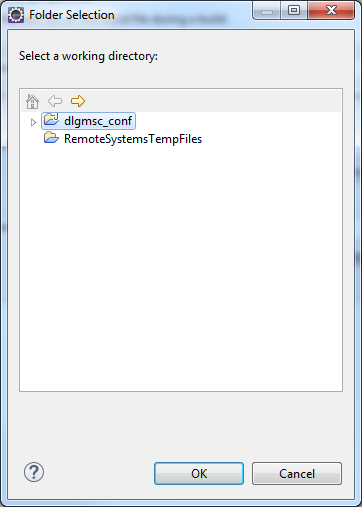 Folder Selection
Select a working directory:
dlgmsc_conf
RemoteSystemsTempFiles
OK
Cancel